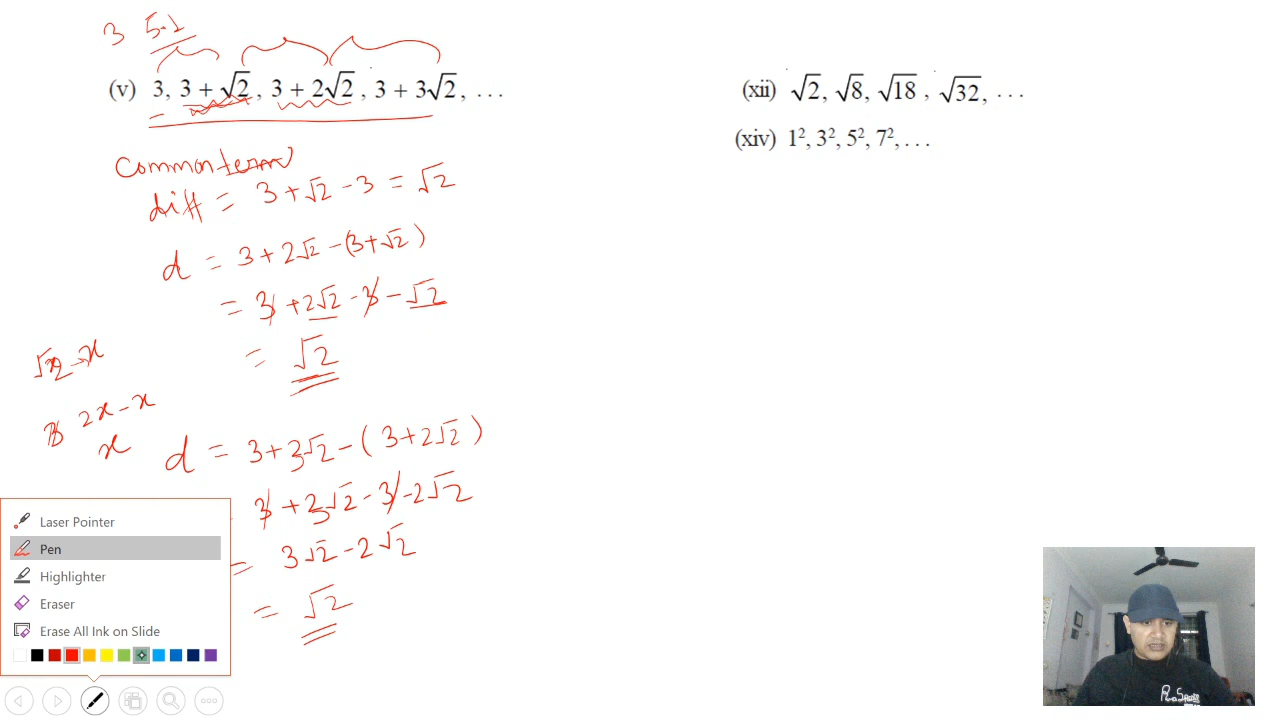 3 5-1
(v) 3, 3 + √2, 3 + 2√2, 3 + 3√2, ...
Common term
diff = 3 + √2 - 3 = √2
d = 3 + 2√2 - (3 + √2)
= 3 + 2√2 - 3 - √2
= √2
2x - x
x
d = 3 + 3√2 - (3 + 2√2)
3 + 3√2 - 3 - 2√2
= 3√2 - 2√2
= √2
(xii) √2, √8, √18, √32, ...
(xiv) 1², 3², 5², 7², ...
Laser Pointer
Pen
Highlighter
Eraser
Erase All Ink on Slide